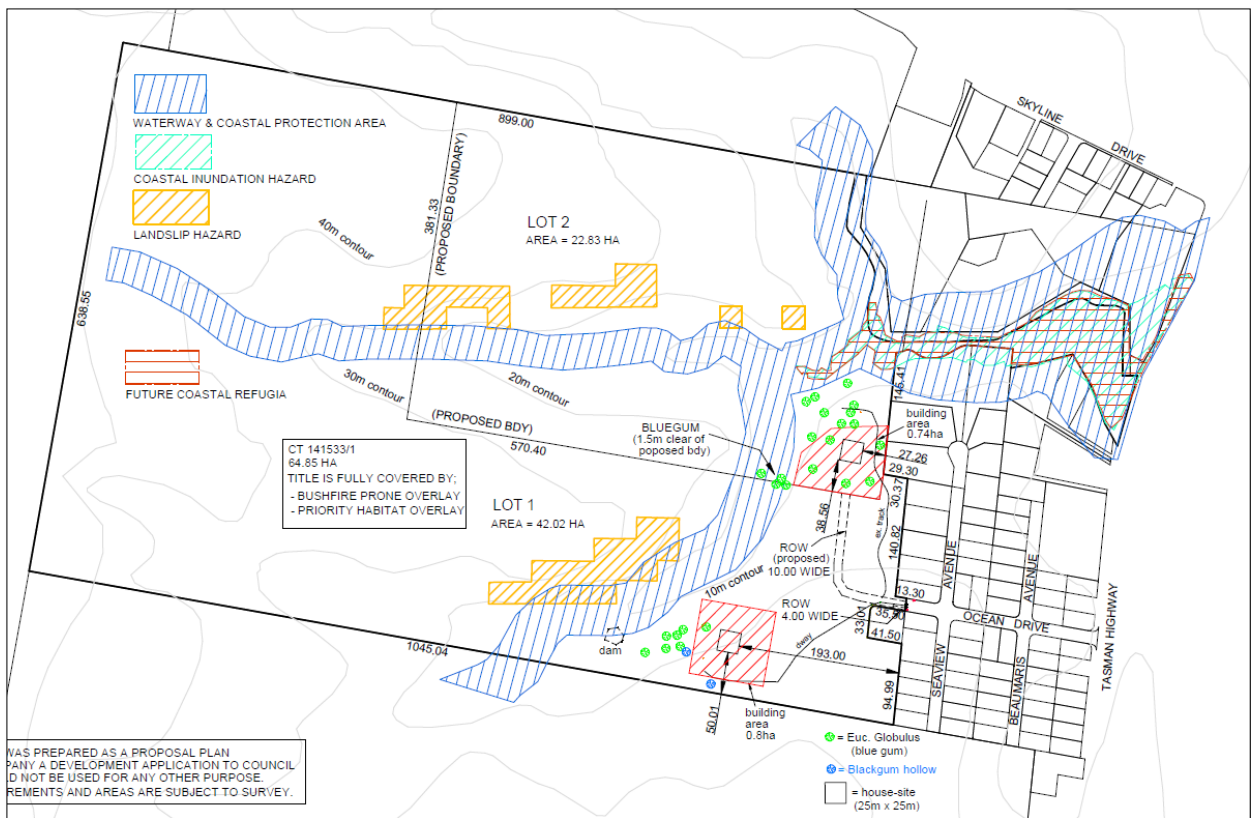 WATERWAY & COASTAL PROTECTION AREA
COASTAL INUNDATION HAZARD
LANDSLIP HAZARD
FUTURE COASTAL REFUGIA
899.00
638.55
381.33
(PROPOSED BOUNDARY)
40m contour
LOT 2
AREA = 22.83 HA
SKYLINE
DRIVE
30m contour
20m contour
(PROPOSED BDY)
570.40
BLUEGUM
(1.5m clear of
poposed bdy)
145.41
building
area
0.74ha
27.26
29.30
30.37
38.56
ex. track
140.82
CT 141533/1
64.85 HA
TITLE IS FULLY COVERED BY;
- BUSHFIRE PRONE OVERLAY
- PRIORITY HABITAT OVERLAY
LOT 1
AREA = 42.02 HA
ROW
(proposed)
10.00 WIDE
10m contour
ROW
4.00 WIDE
13.30
33.01
35.50
41.50
dway
193.00
94.99
AVENUE
AVENUE
OCEAN DRIVE
SEAVIEW
BEAUMARIS
TASMAN HIGHWAY
dam
1045.04
50.01
building
area
0.8ha
= Euc. Globulus
(blue gum)
= Blackgum hollow
= house-site
(25m x 25m)
WAS PREPARED AS A PROPOSAL PLAN
PANY A DEVELOPMENT APPLICATION TO COUNCIL
D NOT BE USED FOR ANY OTHER PURPOSE.
REMENTS AND AREAS ARE SUBJECT TO SURVEY.